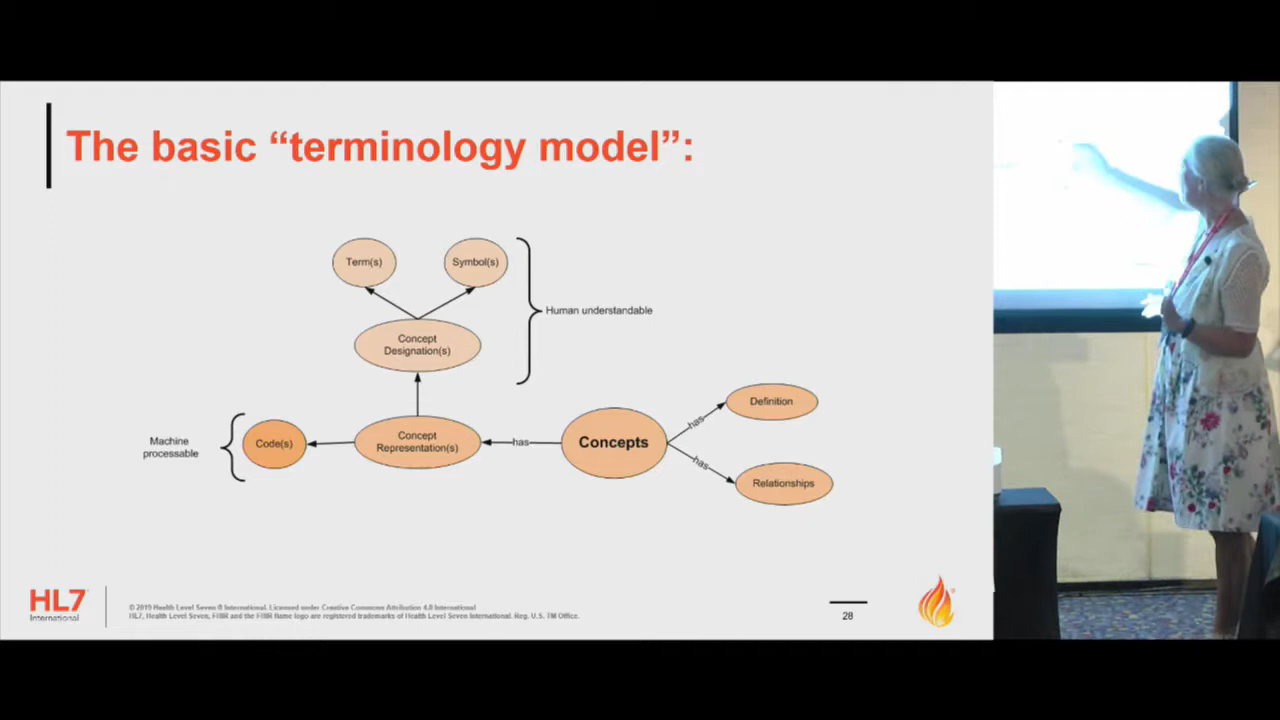 The basic “terminology model”:
Term(s)
Symbol(s)
Human understandable
Concept
Designation(s)
Definition
Machine
processable
Code(s)
Concept
Representation(s)
has
Concepts
has
has
Relationships
HL7
International
© 2019 Health Level Seven ® International. Licensed under Creative Commons Attribution 4.0 International
HL7, Health Level Seven, FHIR and the FHIR flame logo are registered trademarks of Health Level Seven International. Reg. U.S. TM Office.
28
®